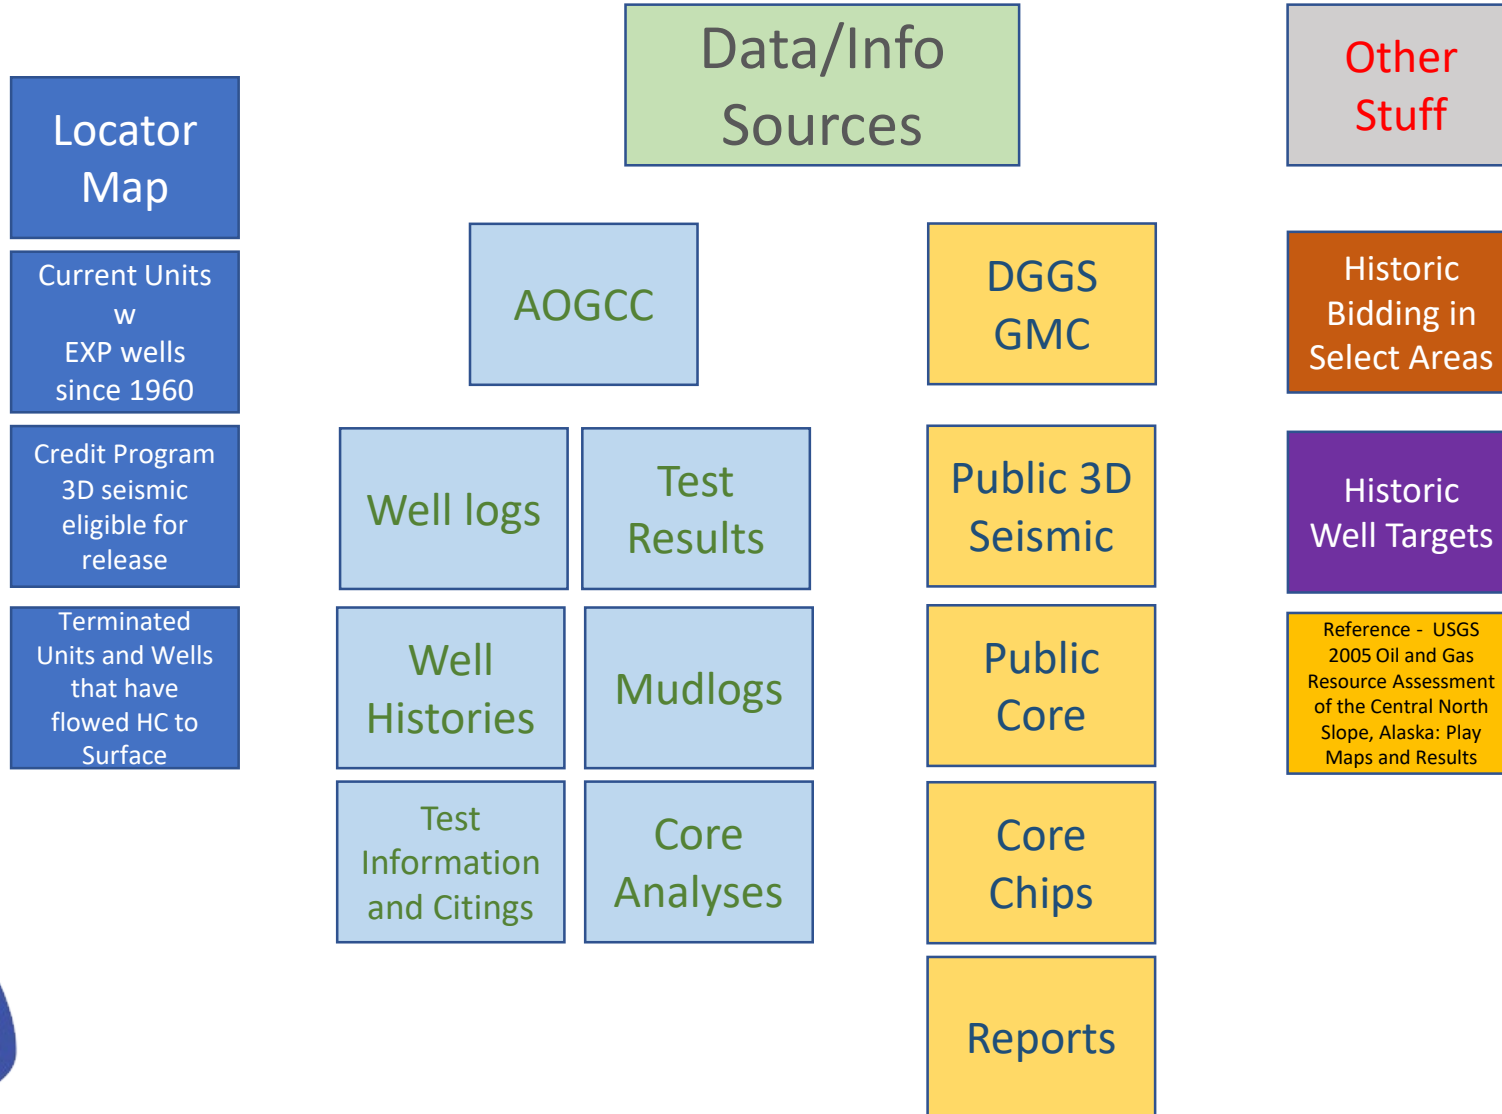 Locator
Map
Current Units
w
EXP wells
since 1960
Credit Program
3D seismic
eligible for
release
Terminated
Units and Wells
that have
flowed HC to
Surface
Data/Info
Sources
AOGCC
Well logs
Test
Results
Well
Histories
Mudlogs
Test
Information
and Citings
Core
Analyses
DGGS
GMC
Public 3D
Seismic
Public
Core
Core
Chips
Reports
Other
Stuff
Historic
Bidding in
Select Areas
Historic
Well Targets
Reference - USGS
2005 Oil and Gas
Resource Assessment
of the Central North
Slope, Alaska: Play
Maps and Results